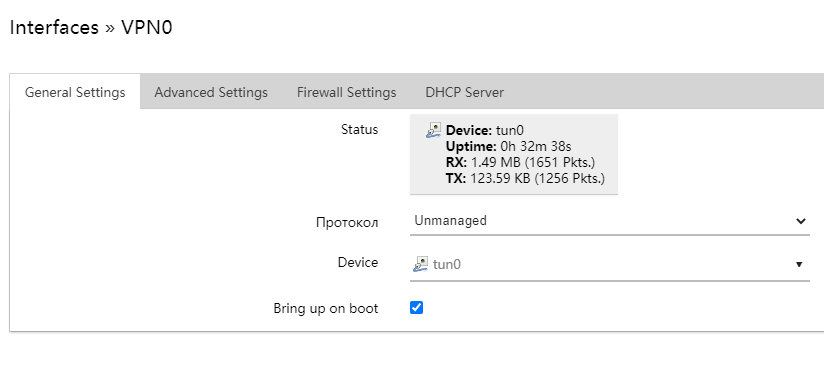 Interfaces » VPN0
General Settings Advanced Settings Firewall Settings DHCP Server
Status
Device: tun0
Uptime: 0h 32m 38s
RX: 1.49 MB (1651 Pkts.)
TX: 123.59 KB (1256 Pkts.)
Протокол Unmanaged
Device tun0
Bring up on boot